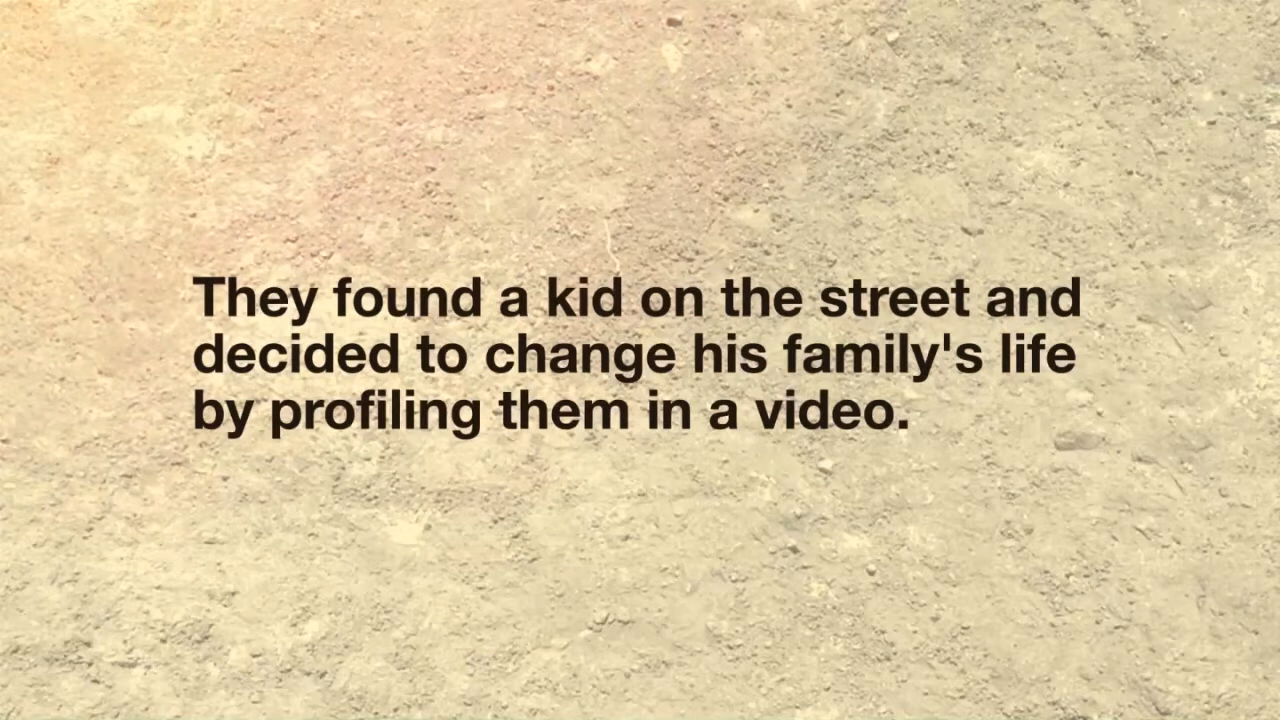 They found a kid on the street and
decided to change his family's life
by profiling them in a video.